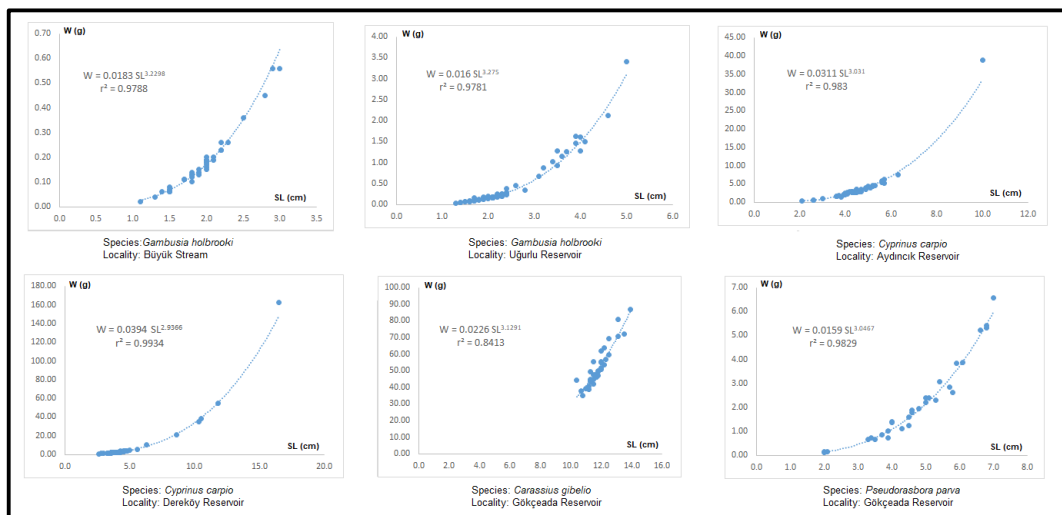 W (g)
0.70
0.60
0.50
0.40
0.30
0.20
0.10
0.00
W = 0.0183 SL^3.2298
r² = 0.9788
SL (cm)
0.0 0.5 1.0 1.5 2.0 2.5 3.0 3.5
Species:Gambusia holbrooki
Locality: Büyük Stream
W (g)
4.00
3.50
3.00
2.50
2.00
1.50
1.00
0.50
0.00
W = 0.016 SL^3.275
r² = 0.9781
SL (cm)
0.0 1.0 2.0 3.0 4.0 5.0 6.0
Species: Gambusia holbrooki
Locality: Uğurlu Reservoir
W (g)
45.00
40.00
35.00
30.00
25.00
20.00
15.00
10.00
5.00
0.00
W = 0.0311 SL^3.031
r² = 0.983
SL (cm)
0.0 2.0 4.0 6.0 8.0 10.0 12.0
Species: Cyprinus carpio
Locality: Aydıncık Reservoir
W (g)
180.00
160.00
140.00
120.00
100.00
80.00
60.00
40.00
20.00
0.00
W = 0.0394 SL^2.9366
r² = 0.9934
SL (cm)
0.0 5.0 10.0 15.0 20.0
Species: Cyprinus carpio
Locality: Dereköy Reservoir
W (g)
100.00
90.00
80.00
70.00
60.00
50.00
40.00
30.00
20.00
10.00
0.00
W = 0.0226 SL^3.1291
r² = 0.8413
SL (cm)
0.0 2.0 4.0 6.0 8.0 10.0 12.0 14.0 16.0
Species: Carassius gibelio
Locality: Gökçeada Reservoir
W (g)
7.00
6.00
5.00
4.00
3.00
2.00
1.00
0.00
W = 0.0159 SL^3.0467
r² = 0.9829
SL (cm)
0.0 1.0 2.0 3.0 4.0 5.0 6.0 7.0 8.0
Species: Pseudorasbora parva
Locality: Gökçeada Reservoir